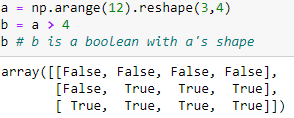 a = np.arange(12).reshape(3,4)
b = a > 4
b # b is a boolean with a's shape
array([[False, False, False, False],
[False, True, True, True],
[ True, True, True, True]])